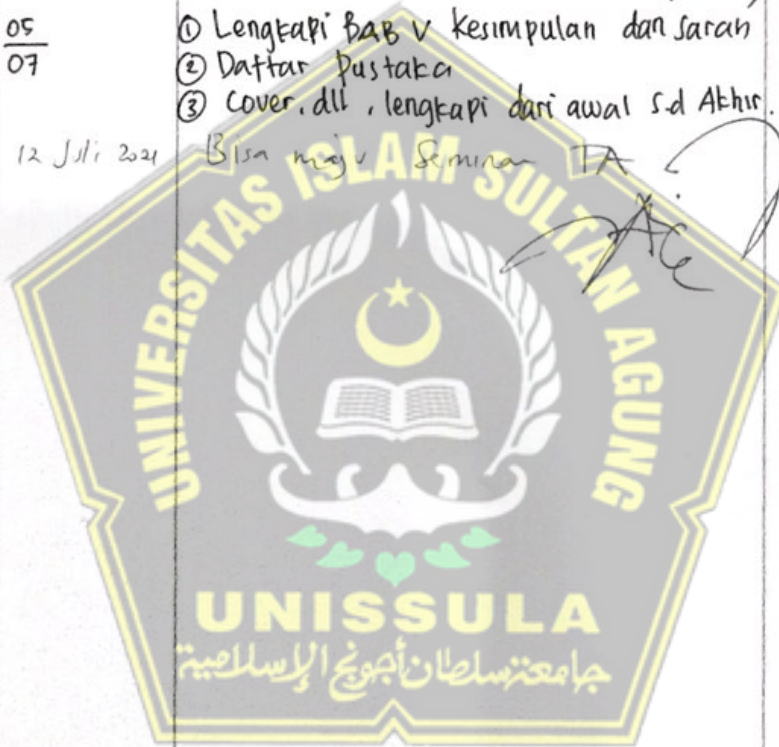 05 ① Lengkapi BAB V kesimpulan dan saran
07 ② Daftar Pustaka
③ Cover, dll, lengkapi dari awal s.d Akhir.
12 Juli 2021 Bisa maju Seminar TA
UNIVERSITAS ISLAM SULTAN AGUNG
UNISSULA
جامعة سلطان أجونج الإسلامية